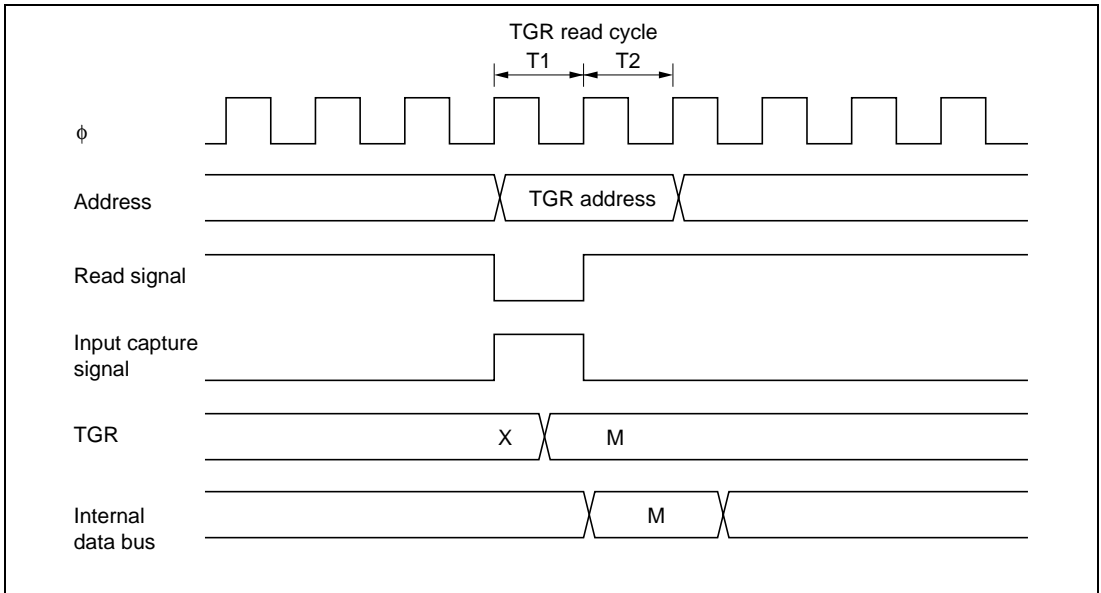 TGR read cycle
T1 T2
ϕ
Address
TGR address
Read signal
Input capture
signal
TGR
X M
Internal
data bus
M